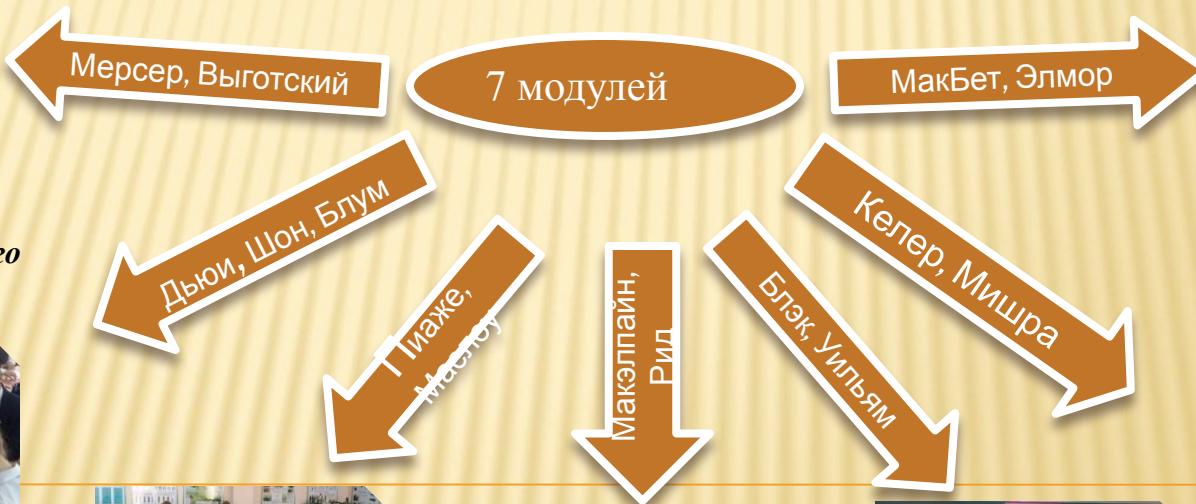 7 модулей
Мерсер, Выготский
МакБет, Элмор
Дьюи, Шон, Блум
Келер, Мишра
Пиаже,
Маслоу
Макэлпайн,
Рид
Блэк, Уильям